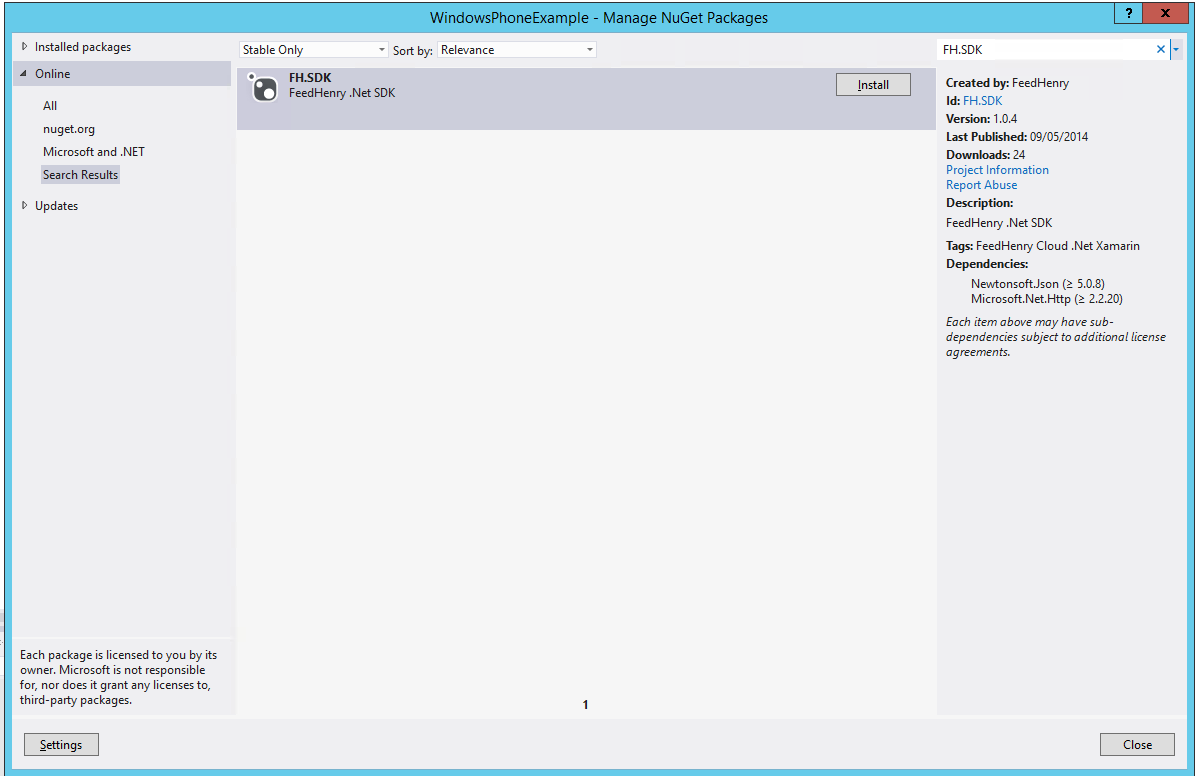 WindowsPhoneExample - Manage NuGet Packages
?
x
Installed packages
Online
All
nuget.org
Microsoft and .NET
Search Results
Updates
Each package is licensed to you by its
owner. Microsoft is not responsible
for, nor does it grant any licenses to,
third-party packages.
Settings
Stable Only
Sort by: Relevance
FH.SDK
FeedHenry .Net SDK
Install
1
FH.SDK
Created by: FeedHenry
Id: FH.SDK
Version: 1.0.4
Last Published: 09/05/2014
Downloads: 24
Project Information
Report Abuse
Description:
FeedHenry .Net SDK
Tags: FeedHenry Cloud .Net Xamarin
Dependencies:
Newtonsoft.Json (≥ 5.0.8)
Microsoft.Net.Http (≥ 2.2.20)
Each item above may have sub-
dependencies subject to additional license
agreements.
Close